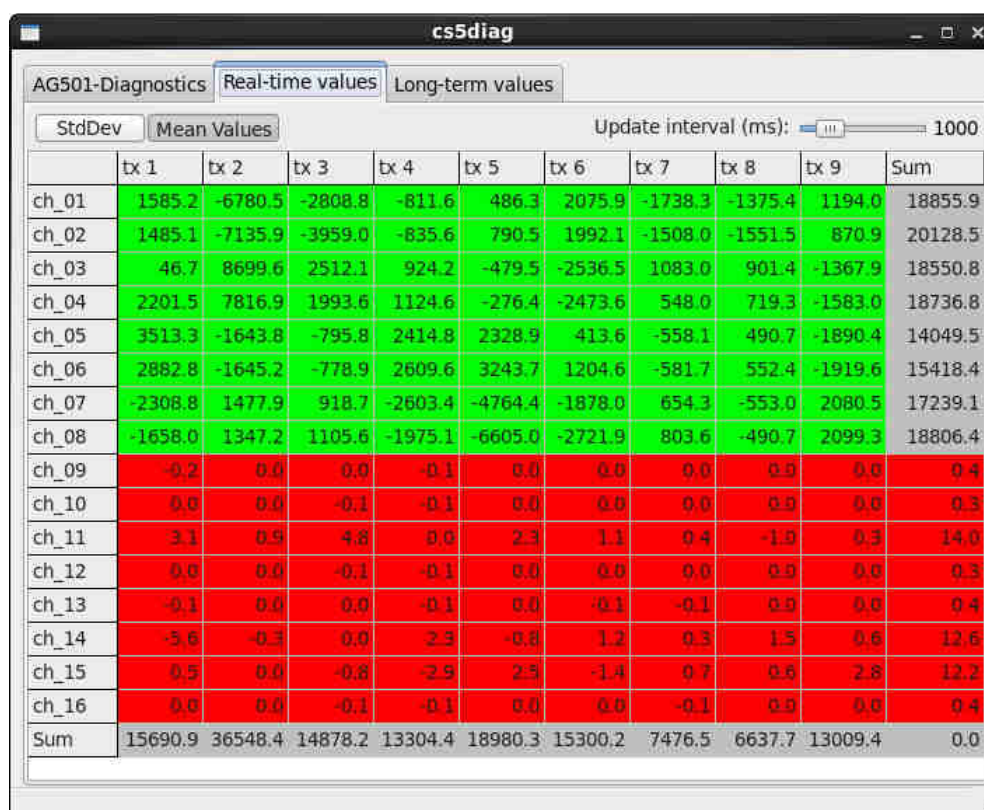 cs5diag
AG501-Diagnostics Real-time values Long-term values
StdDev Mean Values Update interval (ms): 1000
tx 1 tx 2 tx 3 tx 4 tx 5 tx 6 tx 7 tx 8 tx 9 Sum
ch_01 1585.2 -6780.5 -2808.8 -811.6 486.3 2075.9 -1738.3 -1375.4 1194.0 18855.9
ch_02 1485.1 -7135.9 -3959.0 -835.6 790.5 1992.1 -1508.0 -1551.5 870.9 20128.5
ch_03 46.7 8699.6 2512.1 924.2 -479.5 -2536.5 1083.0 901.4 -1367.9 18550.8
ch_04 2201.5 7816.9 1993.6 1124.6 -276.4 -2473.6 548.0 719.3 -1583.0 18736.8
ch_05 3513.3 -1643.8 -795.8 2414.8 2328.9 413.6 -558.1 490.7 -1890.4 14049.5
ch_06 2882.8 -1645.2 -778.9 2609.6 3243.7 1204.6 -581.7 552.4 -1919.6 15418.4
ch_07 -2308.8 1477.9 918.7 -2603.4 -4764.4 -1878.0 654.3 -553.0 2080.5 17239.1
ch_08 -1658.0 1347.2 1105.6 -1975.1 -6605.0 -2721.9 803.6 -490.7 2099.3 18806.4
ch_09 -0.2 0.0 0.0 -0.1 0.0 0.0 0.0 0.0 0.0 0.4
ch_10 0.0 0.0 -0.1 -0.1 0.0 0.0 0.0 0.0 0.0 0.3
ch_11 3.1 0.9 4.8 0.0 2.3 1.1 0.4 -1.0 0.3 14.0
ch_12 0.0 0.0 -0.1 -0.1 0.0 0.0 0.0 0.0 0.0 0.3
ch_13 -0.1 0.0 0.0 -0.1 0.0 -0.1 -0.1 0.0 0.0 0.4
ch_14 -5.6 -0.3 0.0 2.3 -0.8 1.2 0.3 1.5 0.6 12.6
ch_15 0.5 0.0 -0.8 -2.9 2.5 -1.4 0.7 0.6 2.8 12.2
ch_16 0.0 0.0 -0.1 -0.1 0.0 0.0 -0.1 0.0 0.0 0.4
Sum 15690.9 36548.4 14878.2 13304.4 18980.3 15300.2 7476.5 6637.7 13009.4 0.0